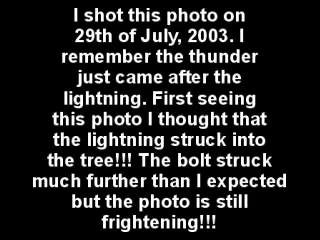 I shot this photo on
29th of July, 2003. I
remember the thunder
just came after the
lightning. First seeing
this photo I thought that
the lightning struck into
the tree!!! The bolt struck
much further than I expected
but the photo is still
frightening!!!